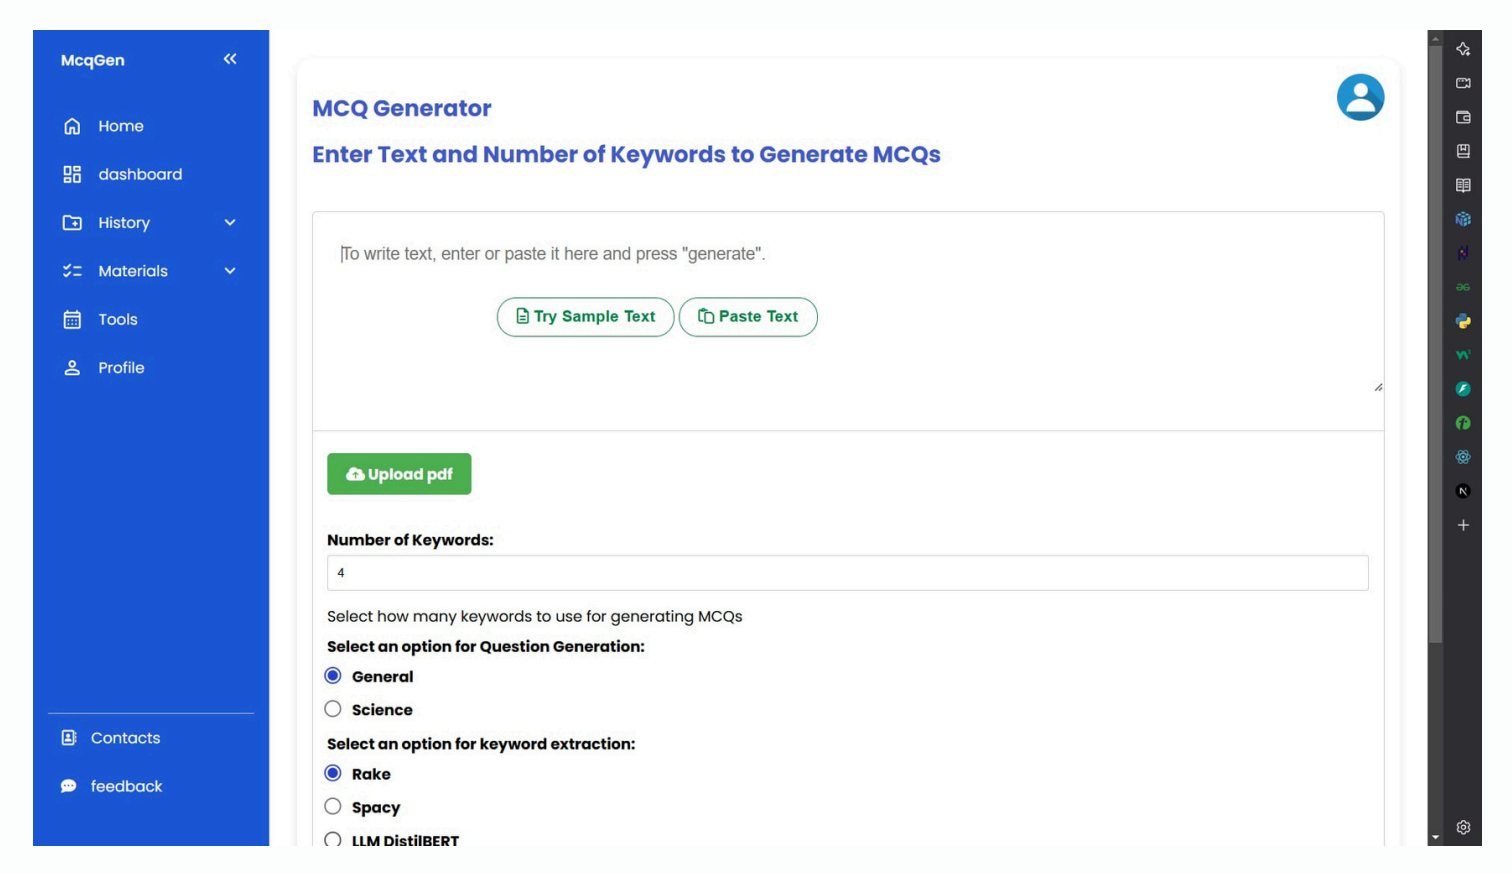 McqGen
Home
dashboard
History
Materials
Tools
Profile
Contacts
feedback
MCQ Generator
Enter Text and Number of Keywords to Generate MCQs
To write text, enter or paste it here and press "generate".
Try Sample Text
Paste Text
Upload pdf
Number of Keywords:
4
Select how many keywords to use for generating MCQs
Select an option for Question Generation:
General
Science
Select an option for keyword extraction:
Rake
Spacy
LLM DistilBERT